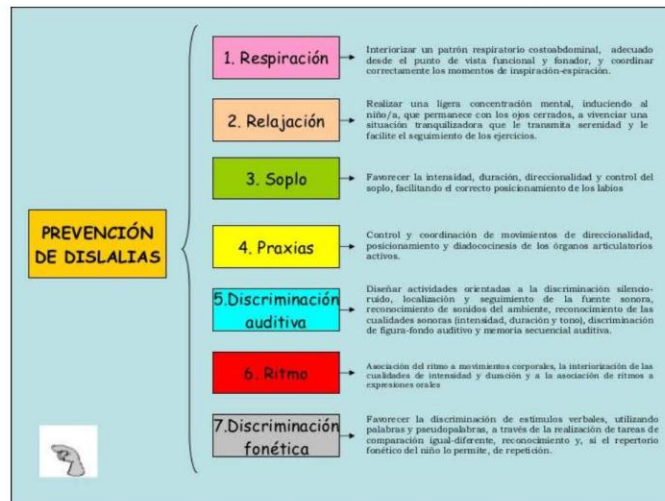 PREVENCIÓN
DE DISLALIAS
1. Respiración
Interiorizar un patrón respiratorio costoabdominal, adecuado
desde el punto de vista funcional y fonador, y coordinar
correctamente los momentos de inspiración-espiración.
2. Relajación
Realizar una ligera concentración mental, induciendo al
niño/a, que permanece con los ojos cerrados, a vivenciar una
situación tranquilizadora que le transmita serenidad y le
facilite el seguimiento de los ejercicios.
3. Soplo
Favorecer la intensidad, duración, direccionalidad y control del
soplo, facilitando el correcto posicionamiento de los labios
4. Praxias
Control y coordinación de movimientos de direccionalidad,
posicionamiento y diadococinesis de los órganos articulatorios
activos.
5.Discriminación
auditiva
Diseñar actividades orientadas a la discriminación silencio-
ruido, localización y seguimiento de la fuente sonora,
reconocimiento de sonidos del ambiente, reconocimiento de las
cualidades sonoras (intensidad, duración y tono), discriminación
de figura-fondo auditivo y memoria secuencial auditiva.
6. Ritmo
Asociación del ritmo a movimientos corporales, la interiorización de las
cualidades de intensidad y duración y a la asociación de ritmos a
expresiones orales
7.Discriminación
fonética
Favorecer la discriminación de estímulos verbales, utilizando
palabras y pseudopalabras, a través de la realización de tareas de
comparación igual-diferente, reconocimiento y, si el repertorio
fonético del niño lo permite, de repetición.